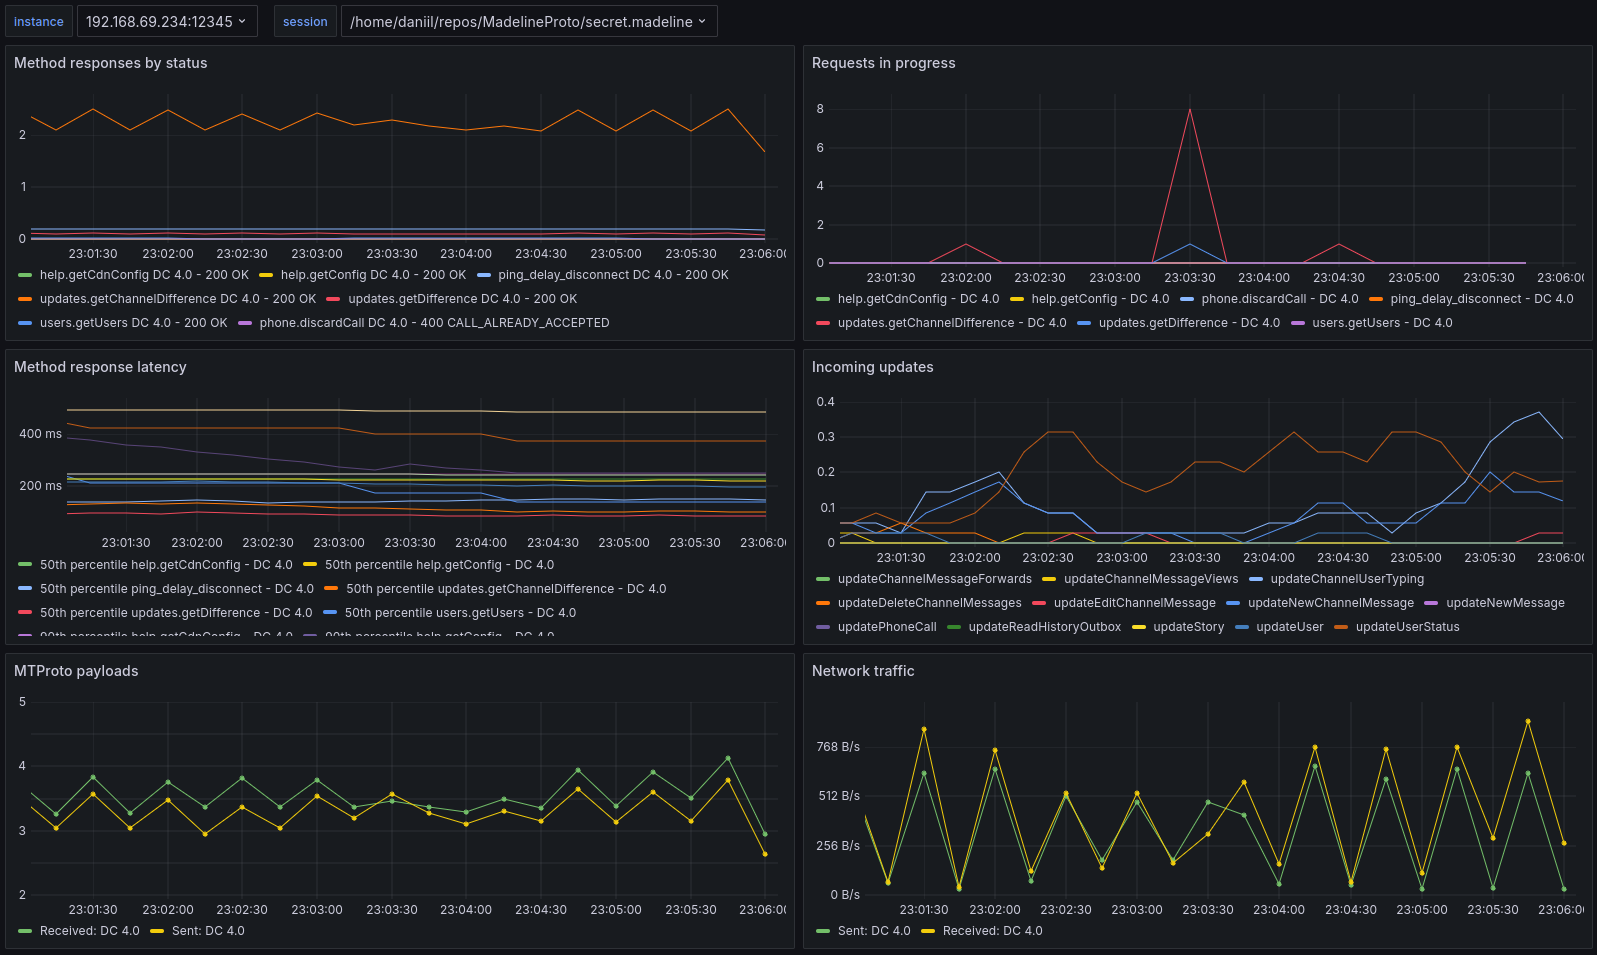 instance 192.168.69.234:12345 session /home/daniil/repos/MadelineProto/secret.madeline
Method responses by status
2
1
0
23:01:30 23:02:00 23:02:30 23:03:00 23:03:30 23:04:00 23:04:30 23:05:00 23:05:30 23:06:00
help.getCdnConfig DC 4.0 - 200 OK help.getConfig DC 4.0 - 200 OK ping_delay_disconnect DC 4.0 - 200 OK
updates.getChannelDifference DC 4.0 - 200 OK updates.getDifference DC 4.0 - 200 OK
users.getUsers DC 4.0 - 200 OK phone.discardCall DC 4.0 - 400 CALL_ALREADY_ACCEPTED
Requests in progress
8
6
4
2
0
23:01:30 23:02:00 23:02:30 23:03:00 23:03:30 23:04:00 23:04:30 23:05:00 23:05:30 23:06:00
help.getCdnConfig - DC 4.0 help.getConfig - DC 4.0 phone.discardCall - DC 4.0 ping_delay_disconnect - DC 4.0
updates.getChannelDifference - DC 4.0 updates.getDifference - DC 4.0 users.getUsers - DC 4.0
Method response latency
400 ms
200 ms
23:01:30 23:02:00 23:02:30 23:03:00 23:03:30 23:04:00 23:04:30 23:05:00 23:05:30 23:06:00
50th percentile help.getCdnConfig - DC 4.0 50th percentile help.getConfig - DC 4.0
50th percentile ping_delay_disconnect - DC 4.0 50th percentile updates.getChannelDifference - DC 4.0
50th percentile updates.getDifference - DC 4.0 50th percentile users.getUsers - DC 4.0
90th percentile help.getCdnConfig - DC 4.0 90th percentile help.getConfig - DC 4.0
Incoming updates
0.4
0.3
0.2
0.1
0
23:01:30 23:02:00 23:02:30 23:03:00 23:03:30 23:04:00 23:04:30 23:05:00 23:05:30 23:06:00
updateChannelMessageForwards updateChannelMessageViews updateChannelUserTyping
updateDeleteChannelMessages updateEditChannelMessage updateNewChannelMessage updateNewMessage
updatePhoneCall updateReadHistoryOutbox updateStory updateUser updateUserStatus
MTProto payloads
5
4
3
2
23:01:30 23:02:00 23:02:30 23:03:00 23:03:30 23:04:00 23:04:30 23:05:00 23:05:30 23:06:00
Received: DC 4.0 Sent: DC 4.0
Network traffic
768 B/s
512 B/s
256 B/s
0 B/s
23:01:30 23:02:00 23:02:30 23:03:00 23:03:30 23:04:00 23:04:30 23:05:00 23:05:30 23:06:00
Sent: DC 4.0 Received: DC 4.0